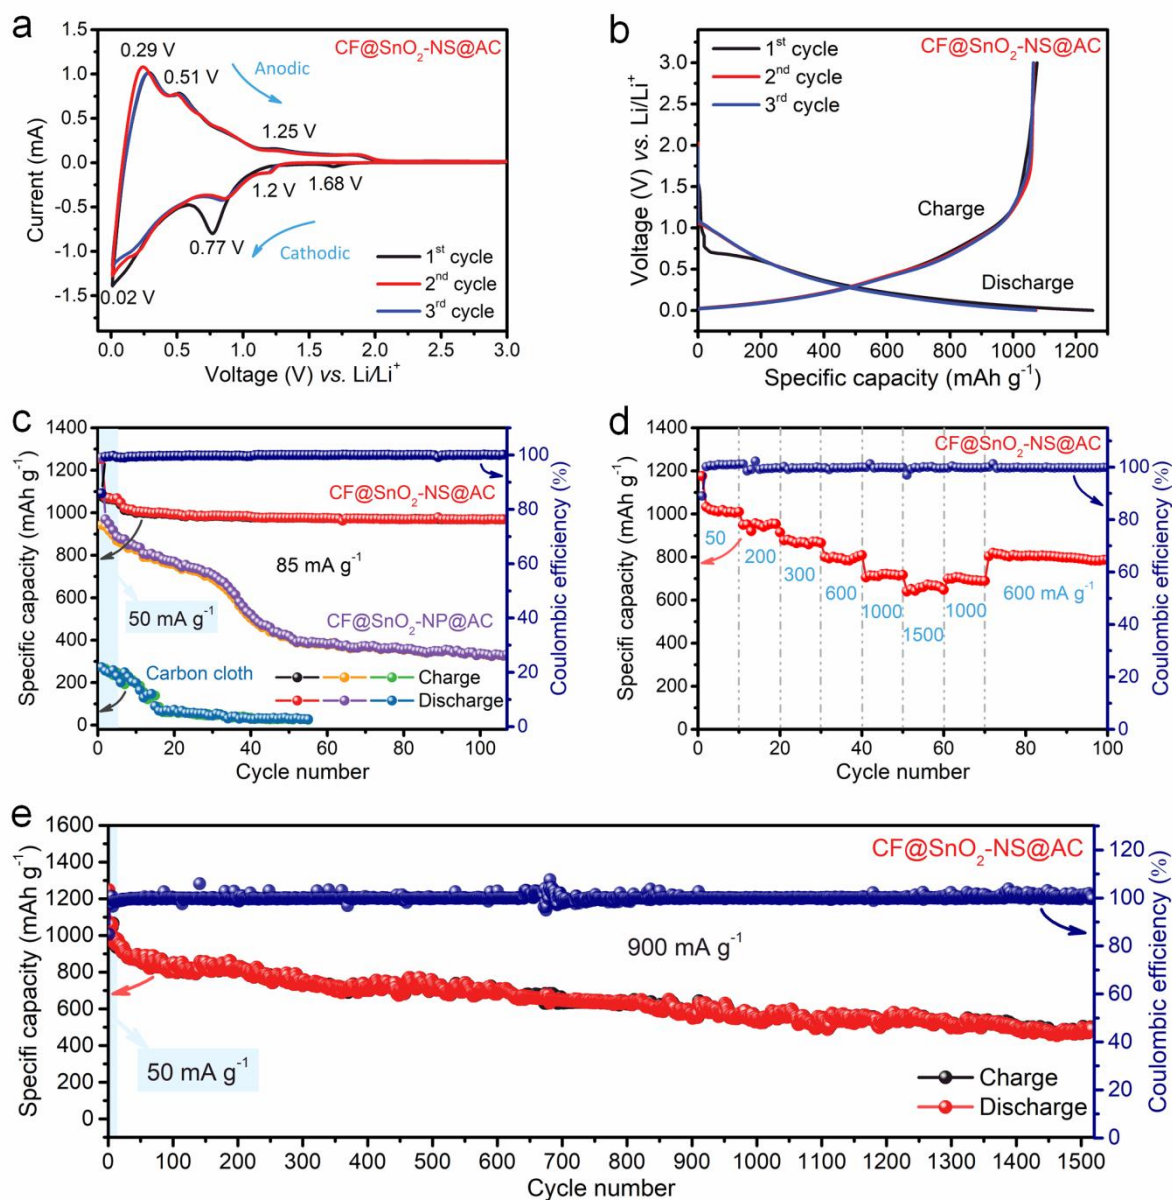 a
CF@SnO2-NS@AC
0.29 V
0.51 V
Anodic
1.25 V
1.2 V
1.68 V
0.77 V
Cathodic
0.02 V
1st cycle
2nd cycle
3rd cycle
1.5
1.0
0.5
0.0
-0.5
-1.0
-1.5
Current (mA)
0.0 0.5 1.0 1.5 2.0 2.5 3.0
Voltage (V) vs. Li/Li+
b
CF@SnO2-NS@AC
1st cycle
2nd cycle
3rd cycle
Charge
Discharge
3.0
2.5
2.0
1.5
1.0
0.5
0.0
Voltage (V) vs. Li/Li+
0 200 400 600 800 1000 1200
Specific capacity (mAh g-1)
c
1400
1200
1000
800
600
400
200
0
Specific capacity (mAh g-1)
CF@SnO2-NS@AC
85 mA g-1
50 mA g-1
CF@SnO2-NP@AC
Carbon cloth
Charge
Discharge
100
80
60
40
20
0
Coulombic efficiency (%)
0 20 40 60 80 100
Cycle number
d
1400
1200
1000
800
600
400
200
0
Specifi capacity (mAh g-1)
CF@SnO2-NS@AC
50
200
300
600
1000
1500
1000
600 mA g-1
100
80
60
40
20
0
Coulombic efficiency (%)
0 20 40 60 80 100
Cycle number
e
1600
1400
1200
1000
800
600
400
200
0
Specifi capacity (mAh g-1)
CF@SnO2-NS@AC
900 mA g-1
50 mA g-1
Charge
Discharge
120
100
80
60
40
20
0
Coulombic efficiency (%)
0 100 200 300 400 500 600 700 800 900 1000 1100 1200 1300 1400 1500
Cycle number